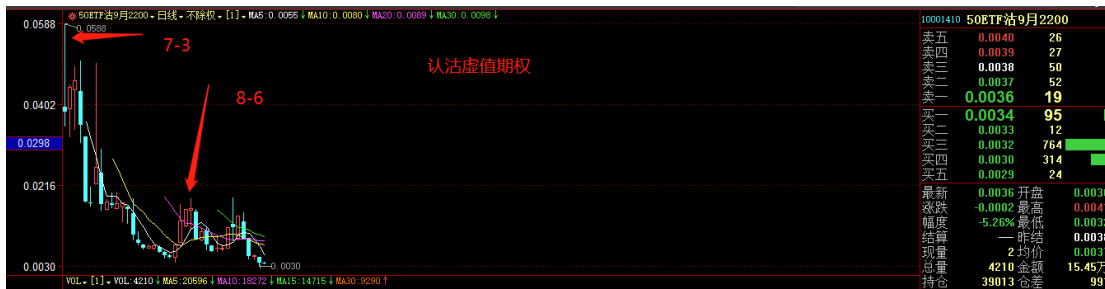 50ETF沽9月2200 日线 不除权 [1] MA5:0.0055↓ MA10:0.0080↓ MA20:0.0089↓ MA30:0.0098↓
0.0588
0.0588
7-3
认沽虚值期权
8-6
0.0402
0.0298
0.0216
0.0030
0.0030
VOL [1] VOL:4210↓ MA5:20596↓ MA10:18272↓ MA15:14715↓ MA30:9290↑
10001410 50ETF沽9月2200
卖五 0.0040 26
卖四 0.0039 27
卖三 0.0038 50
卖二 0.0037 52
卖一 0.0036 19
买一 0.0034 95
买二 0.0033 12
买三 0.0032 764
买四 0.0030 314
买五 0.0029 24
最新 0.0036 开盘
涨跌 -0.0002 最高
幅度 -5.26% 最低
结算 — 昨结
现量 2 均价
总量 4210 金额 15.45万
持仓 39013 仓差